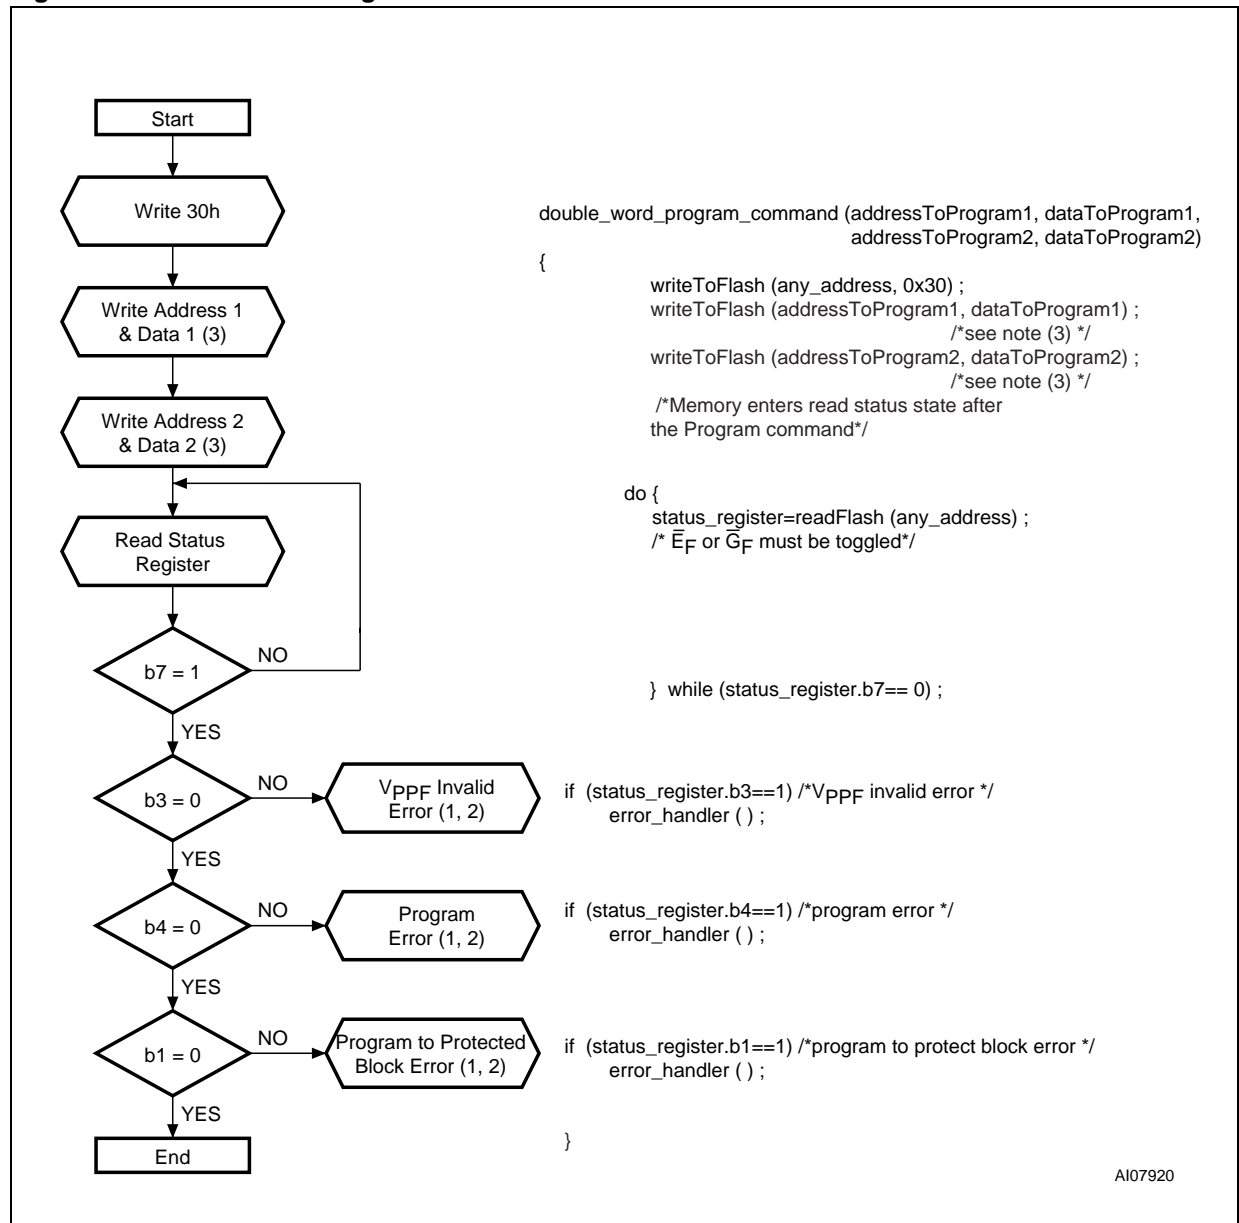 Start
Write 30h
Write Address 1
& Data 1 (3)
Write Address 2
& Data 2 (3)
Read Status
Register
NO
b7 = 1
YES
NO
b3 = 0
VPPF Invalid
Error (1, 2)
YES
NO
b4 = 0
Program
Error (1, 2)
YES
NO
b1 = 0
Program to Protected
Block Error (1, 2)
YES
End
double_word_program_command (addressToProgram1, dataToProgram1,
addressToProgram2, dataToProgram2)
{
writeToFlash (any_address, 0x30) ;
writeToFlash (addressToProgram1, dataToProgram1) ;
/*see note (3) */
writeToFlash (addressToProgram2, dataToProgram2) ;
/*see note (3) */
/*Memory enters read status state after
the Program command*/
do {
status_register=readFlash (any_address) ;
/* E̅F or G̅F must be toggled*/
} while (status_register.b7== 0) ;
if (status_register.b3==1) /*VPPF invalid error */
error_handler ( ) ;
if (status_register.b4==1) /*program error */
error_handler ( ) ;
if (status_register.b1==1) /*program to protect block error */
error_handler ( ) ;
}
AI07920